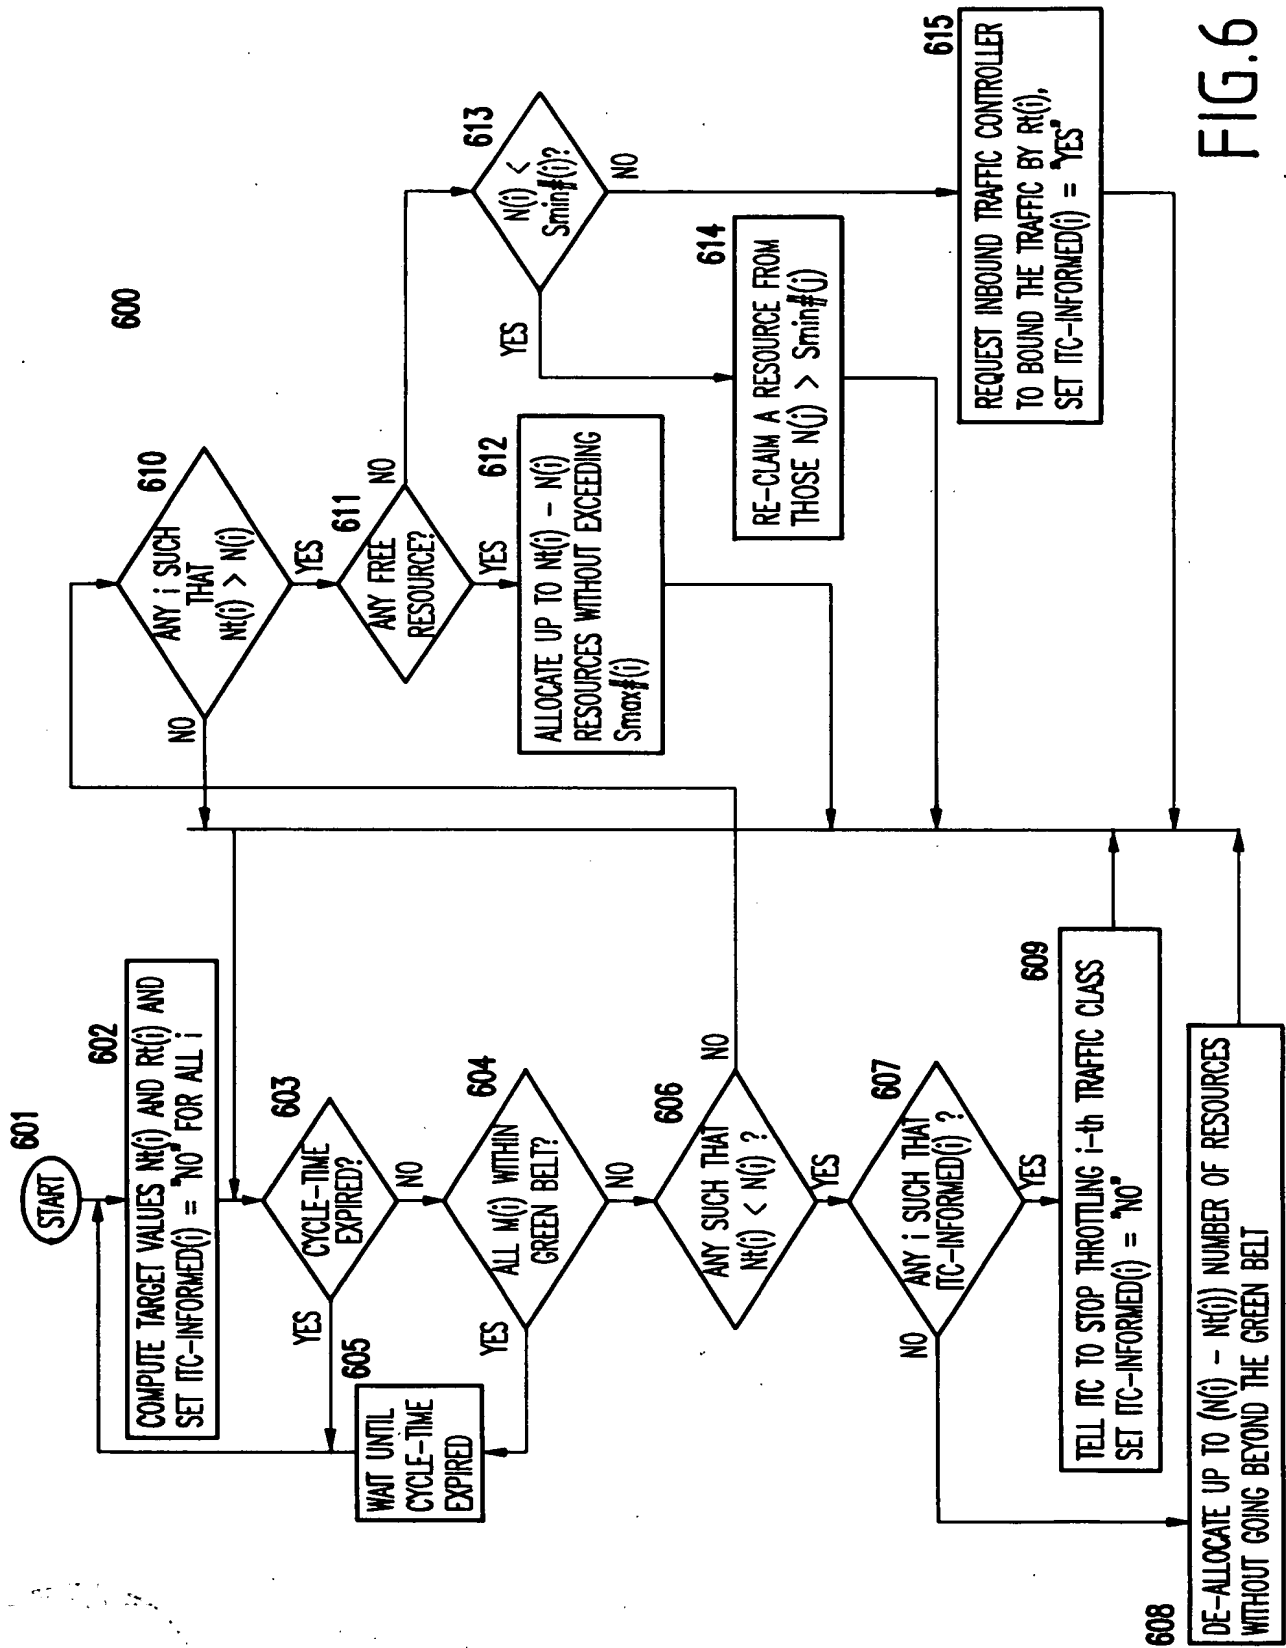 600
601
START
602
COMPUTE TARGET VALUES Nt(i) AND Rt(i) AND
SET ITC-INFORMED(i) = "NO" FOR ALL i
603
CYCLE-TIME
EXPIRED?
YES
NO
604
ALL M(i) WITHIN
GREEN BELT?
YES
NO
605
WAIT UNTIL
CYCLE-TIME
EXPIRED
606
ANY SUCH THAT
Nt(i) < N(i) ?
NO
YES
607
ANY i SUCH THAT
ITC-INFORMED(i) ?
NO
YES
608
DE-ALLOCATE UP TO (N(i) - Nt(i)) NUMBER OF RESOURCES
WITHOUT GOING BEYOND THE GREEN BELT
609
TELL ITC TO STOP THROTTLING i-th TRAFFIC CLASS
SET ITC-INFORMED(i) = "NO"
610
ANY i SUCH
THAT
Nt(i) > N(i)
NO
YES
611
ANY FREE
RESOURCE?
NO
YES
612
ALLOCATE UP TO Nt(i) - N(i)
RESOURCES WITHOUT EXCEEDING
Smax#(i)
613
N(i) <
Smin#(i)?
YES
NO
614
RE-CLAIM A RESOURCE FROM
THOSE N(j) > Smin#(j)
615
REQUEST INBOUND TRAFFIC CONTROLLER
TO BOUND THE TRAFFIC BY Rt(i),
SET ITC-INFORMED(i) = "YES"
FIG.6